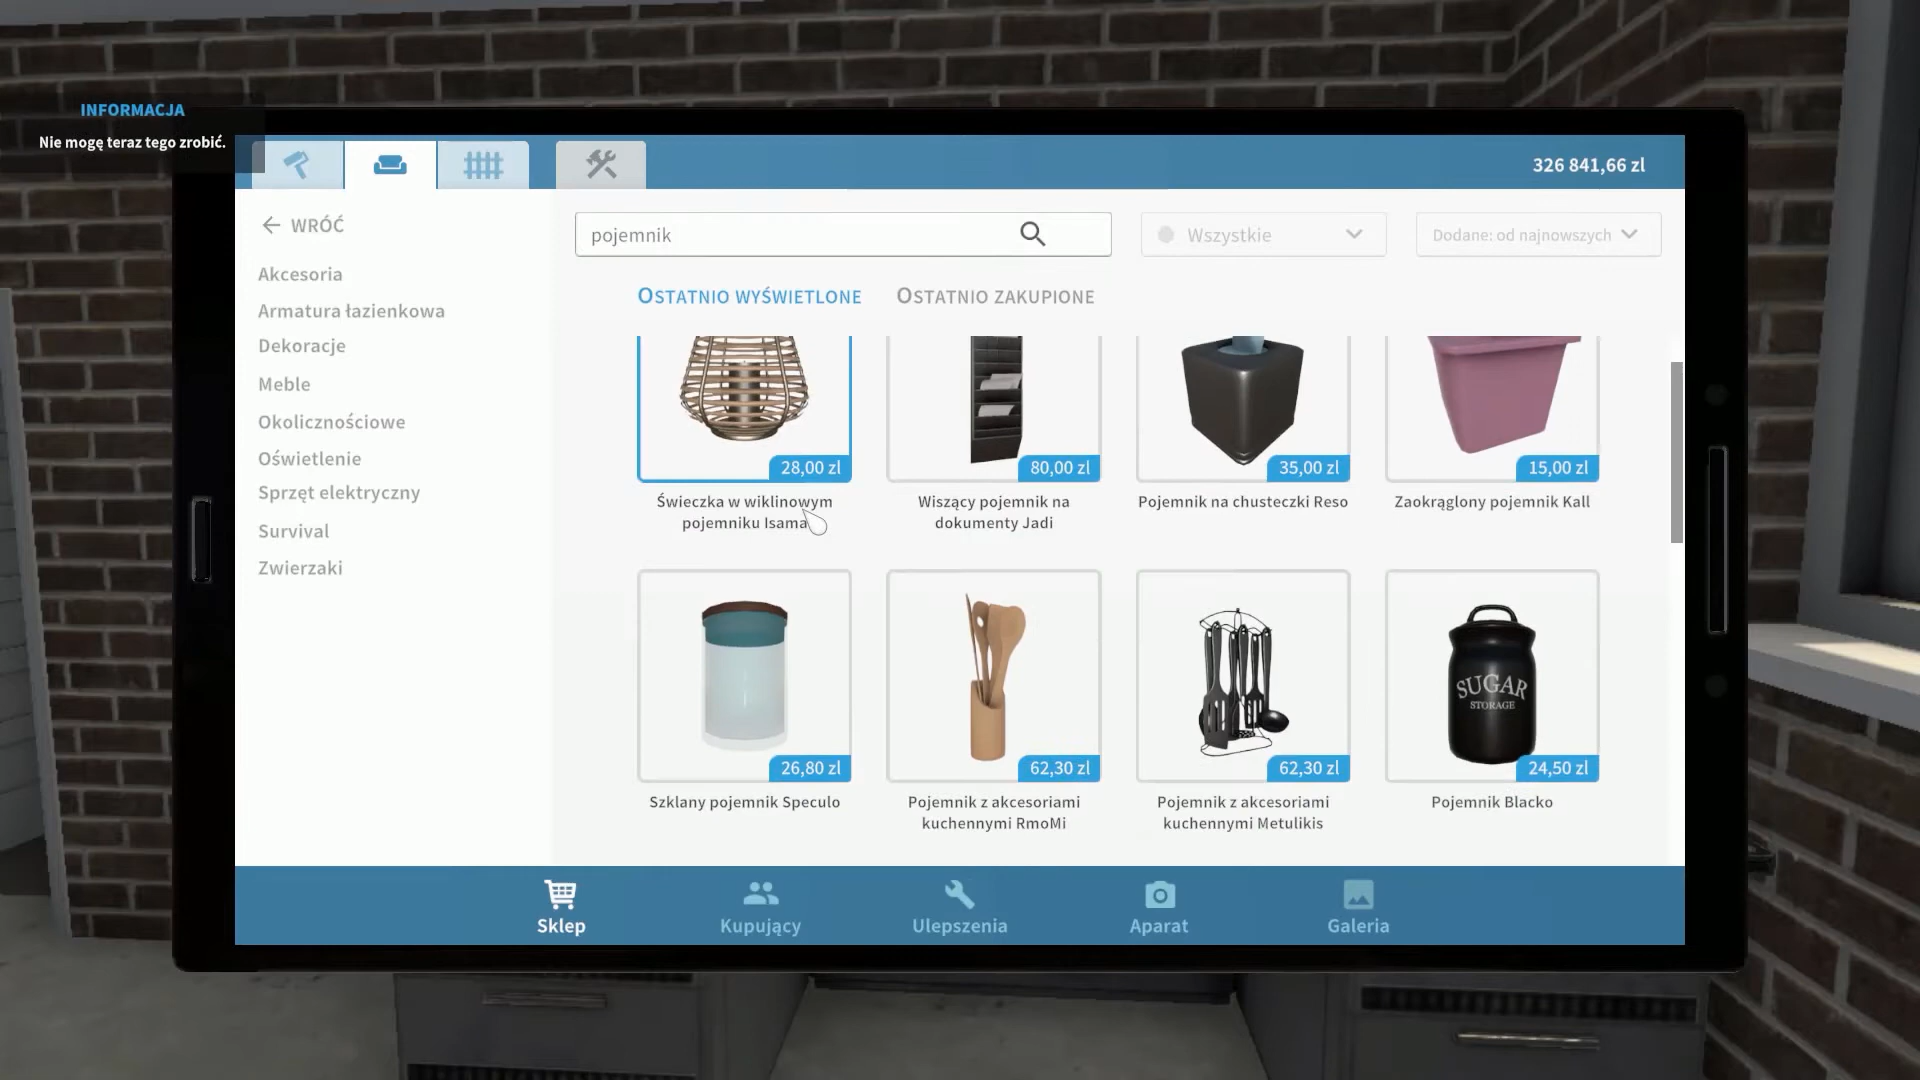 INFORMACJA
Nie mogę teraz tego zrobić.
326 841,66 zl
WRÓĆ
Akcesoria
Armatura łazienkowa
Dekoracje
Meble
Okolicznościowe
Oświetlenie
Sprzęt elektryczny
Survival
Zwierzaki
pojemnik
Wszystkie
Dodane: od najnowszych
OSTATNIO WYŚWIETLONE
OSTATNIO ZAKUPIONE
28,00 zl
80,00 zl
35,00 zl
15,00 zl
Świeczka w wiklinowym
pojemniku Isama
Wiszący pojemnik na
dokumenty Jadi
Pojemnik na chusteczki Reso
Zaokrąglony pojemnik Kall
SUGAR
STORAGE
26,80 zl
62,30 zl
62,30 zl
24,50 zl
Szklany pojemnik Speculo
Pojemnik z akcesoriami
kuchennymi RmoMi
Pojemnik z akcesoriami
kuchennymi Metulikis
Pojemnik Blacko
Sklep
Kupujący
Ulepszenia
Aparat
Galeria